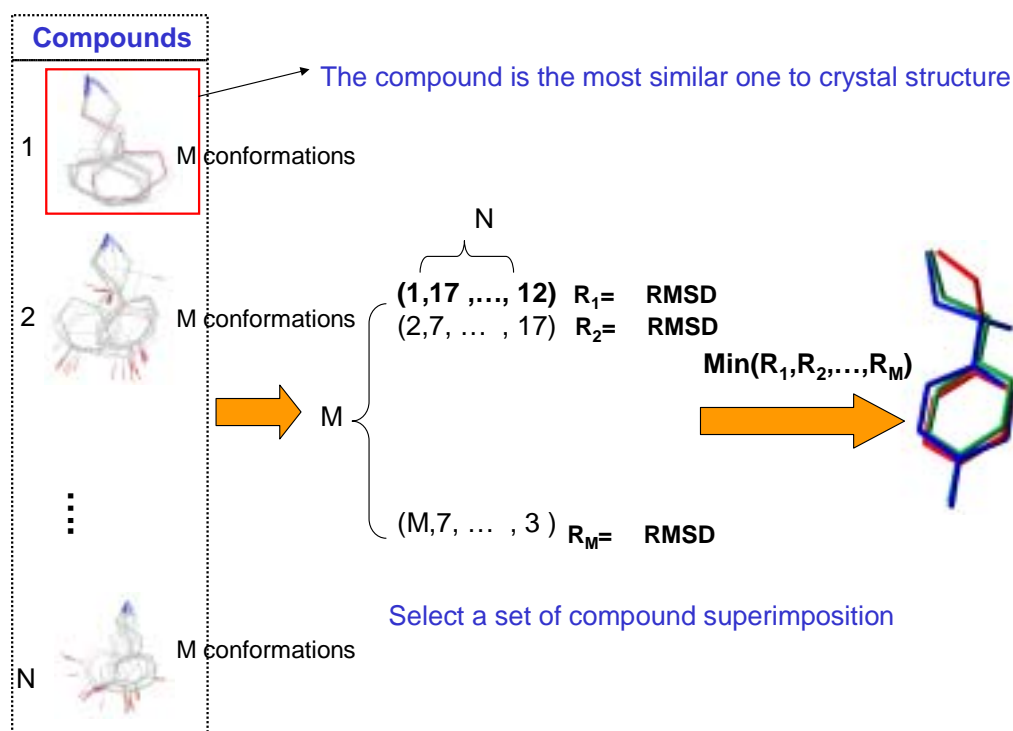 Compounds
The compound is the most similar one to crystal structure
1
M conformations
N
2
M conformations
(1,17 ,…, 12) R₁= RMSD
(2,7, … , 17) R₂= RMSD
Min(R₁,R₂,…,RM)
M
(M,7, … , 3 ) RM= RMSD
Select a set of compound superimposition
N
M conformations